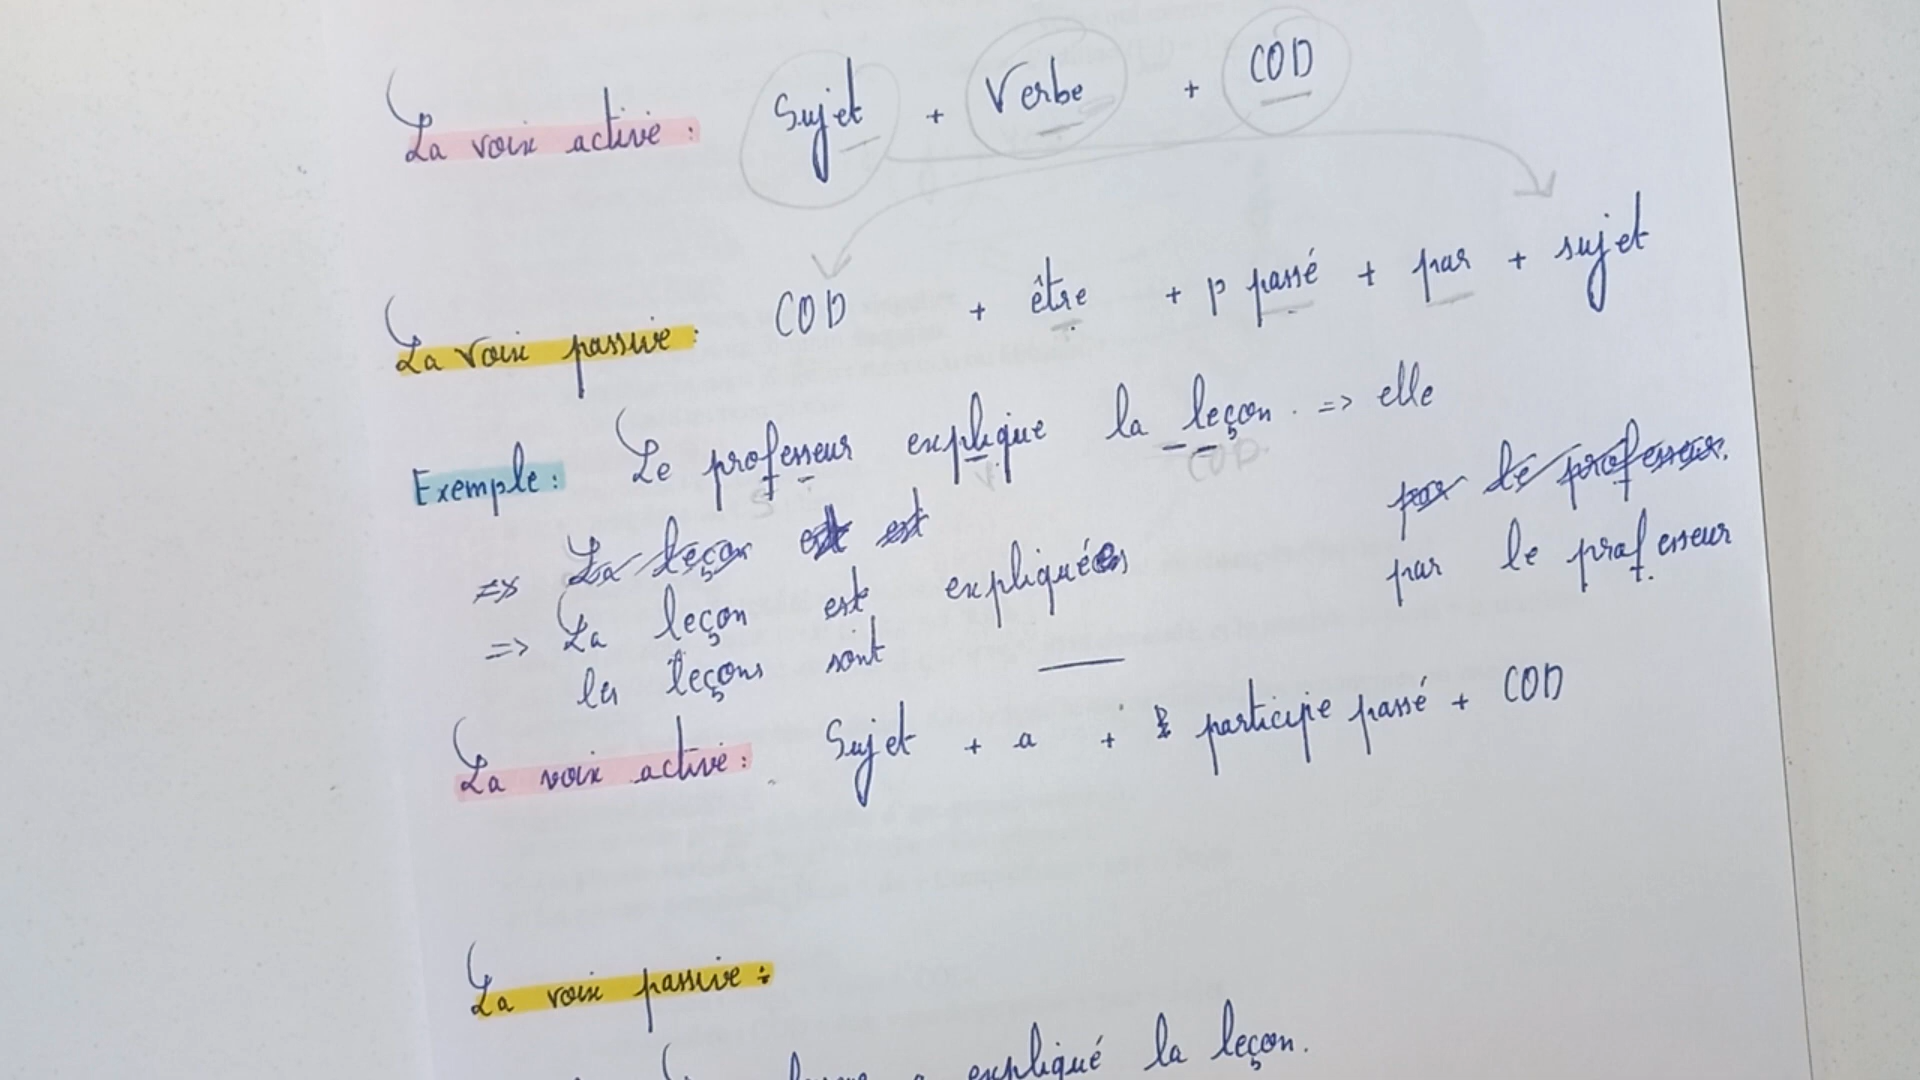 La voix active : Sujet + Verbe + COD
La voix passive : COD + être + p passé + par + sujet
Exemple : Le professeur explique la leçon. => elle
S V COD
=> La leçon est est par le professeur.
=> La leçon est expliquées par le professeur
les leçons sont
La voix active : Sujet + a + participe passé + COD
La voix passive :
a expliqué la leçon.